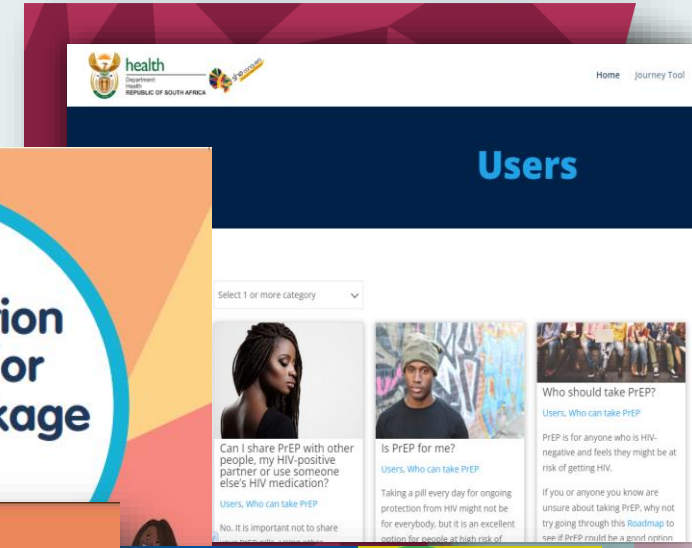 health
Department
Health
REPUBLIC OF SOUTH AFRICA
Home Journey Tool
Users
Select 1 or more category
Can I share PrEP with other
people, my HIV-positive
partner or use someone
else's HIV medication?
Users, Who can take PrEP
No. It is important not to share
Is PrEP for me?
Users, Who can take PrEP
Taking a pill every day for ongoing
protection from HIV might not be
for everybody, but it is an excellent
option for people at high risk of
Who should take PrEP?
Users, Who can take PrEP
PrEP is for anyone who is HIV-
negative and feels they might be at
risk of getting HIV.
If you or anyone you know are
unsure about taking PrEP, why not
try going through this Roadmap to
see if PrEP could be a good option